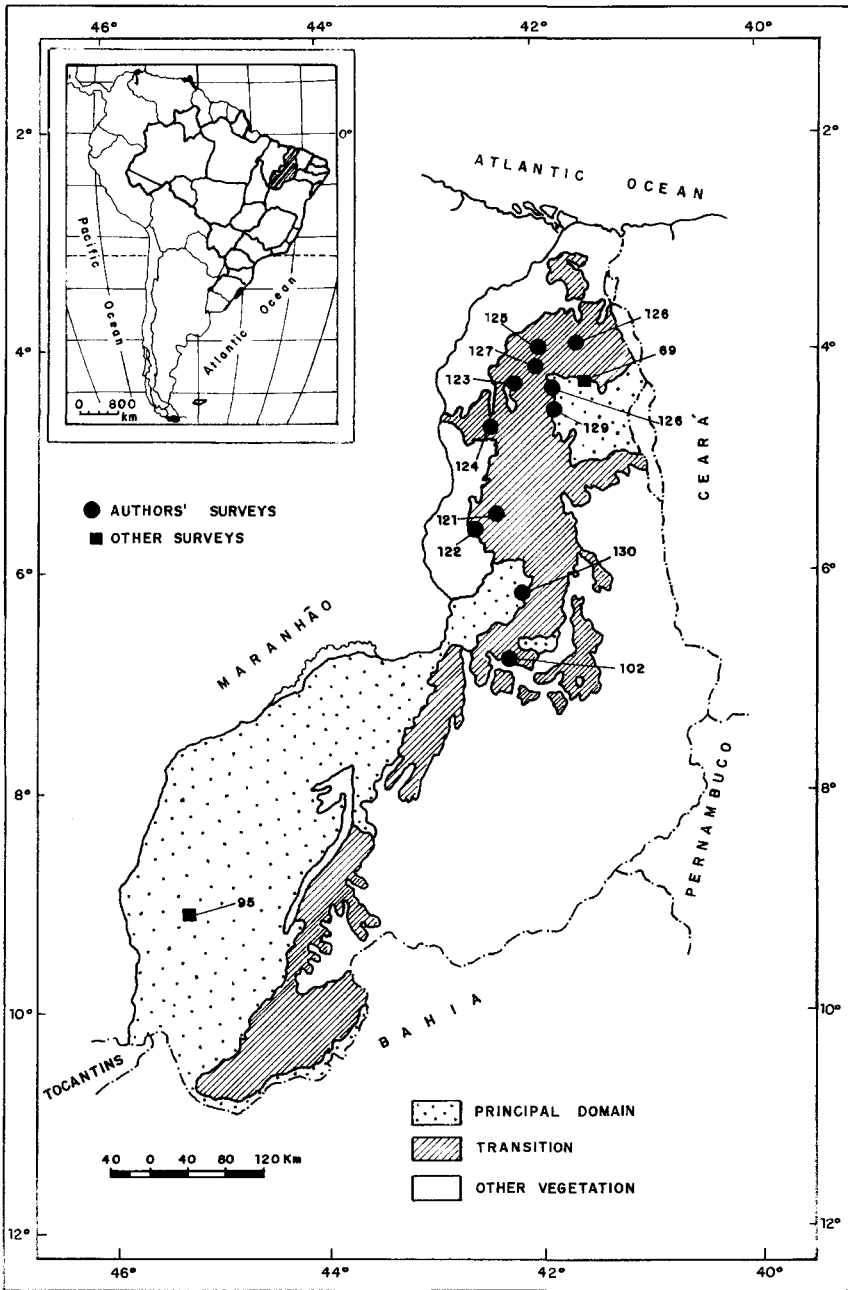 46° 44° 42° 40°
2° 0° 2°
Pacific Ocean
Atlantic Ocean
0 800
km
ATLANTIC OCEAN
125
126
127
69
4° 4°
123
126
129
124
CEARÁ
● AUTHORS' SURVEYS
■ OTHER SURVEYS
121
122
130
6° 6°
MARANHÃO
102
PERNAMBUCO
8° 8°
95
10° 10°
BAHIA
TOCANTINS
PRINCIPAL DOMAIN
TRANSITION
OTHER VEGETATION
40 0 40 80 120 Km
12° 12°
46° 44° 42° 40°